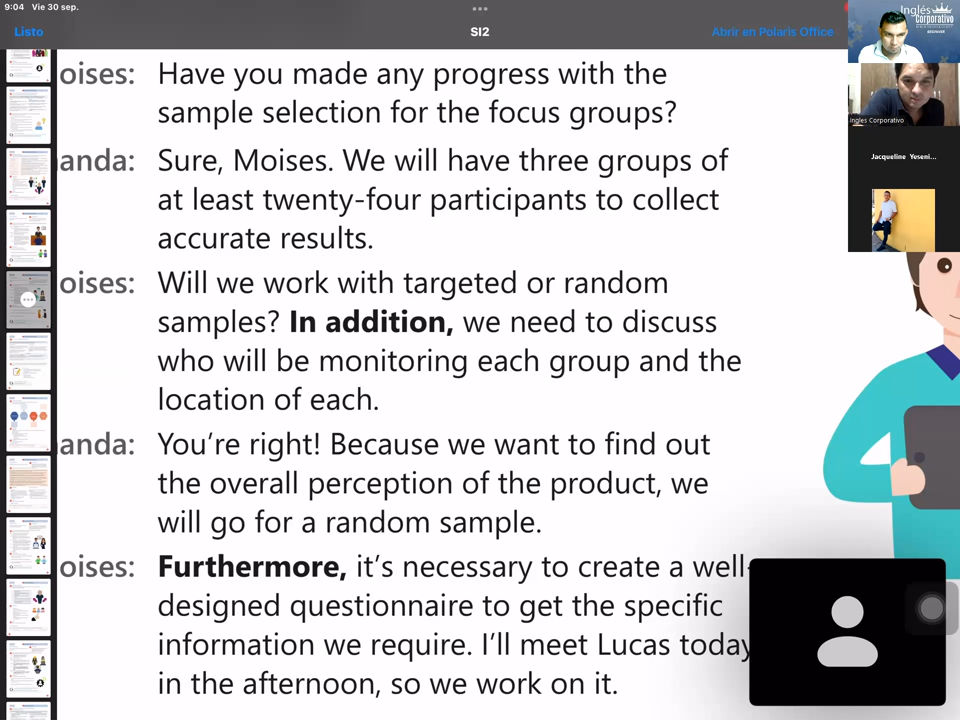 9:04 Vie 30 sep.
Listo
SI2
Abrir en Polaris Office
Inglés
Corporativo
Ingles Corporativo
Jacqueline Yeseni...
oises: Have you made any progress with the
sample selection for the focus groups?
anda: Sure, Moises. We will have three groups of
at least twenty-four participants to collect
accurate results.
oises: Will we work with targeted or random
samples? In addition, we need to discuss
who will be monitoring each group and the
location of each.
anda: You're right! Because we want to find out
the overall perception of the product, we
will go for a random sample.
oises: Furthermore, it's necessary to create a well-
designed questionnaire to get the specific
information we require. I'll meet Lucas today
in the afternoon, so we work on it.